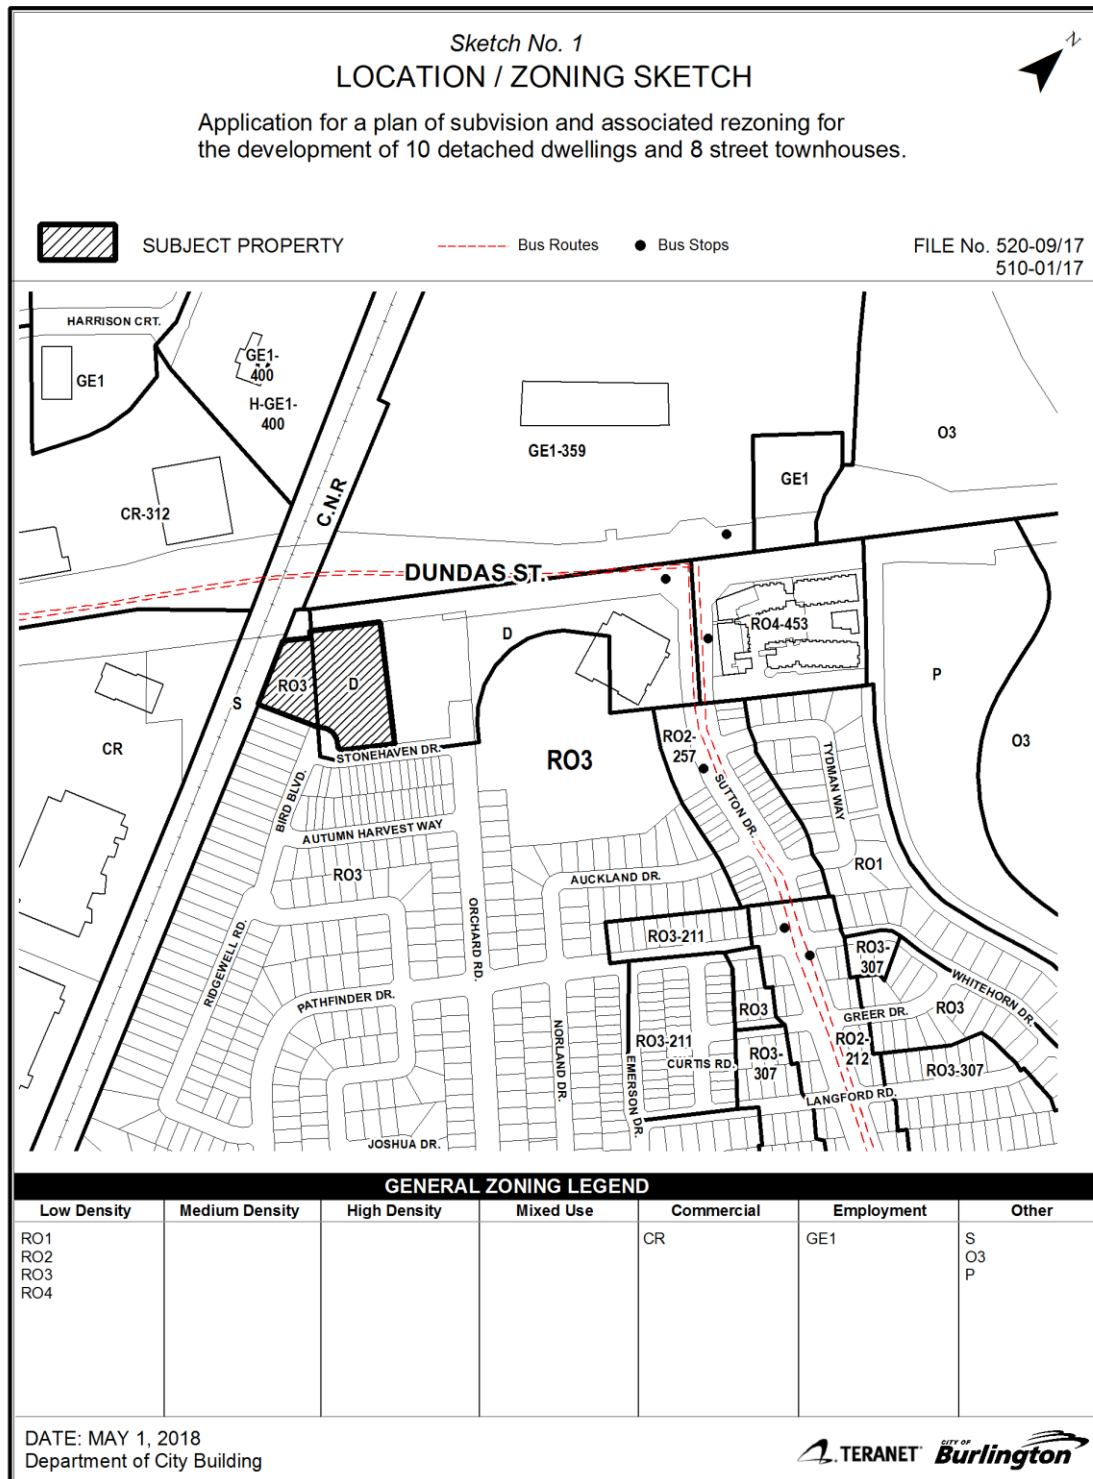 Sketch No. 1
LOCATION / ZONING SKETCH
N
Application for a plan of subvision and associated rezoning for
the development of 10 detached dwellings and 8 street townhouses.
SUBJECT PROPERTY
Bus Routes
Bus Stops
FILE No. 520-09/17
510-01/17
HARRISON CRT.
GE1
GE1-
400
H-GE1-
400
GE1-359
O3
GE1
CR-312
C.N.R
DUNDAS ST.
D
RO4-453
RO3
D
P
S
CR
STONEHAVEN DR.
RO3
RO2-
257
O3
BIRD BLVD.
SUTTON DR.
TYDMAN WAY
AUTUMN HARVEST WAY
RO3
AUCKLAND DR.
RO1
ORCHARD RD.
RIDGEWELL RD.
RO3-211
RO3-
307
WHITEHORN DR.
PATHFINDER DR.
RO3
GREER DR.
RO3
NORLAND DR.
RO3-211
EMERSON DR.
CURTIS RD.
RO3-
307
RO2-
212
RO3-307
LANGFORD RD.
JOSHUA DR.
GENERAL ZONING LEGEND
Low Density
Medium Density
High Density
Mixed Use
Commercial
Employment
Other
RO1
RO2
RO3
RO4
CR
GE1
S
O3
P
DATE: MAY 1, 2018
Department of City Building
TERANET
CITY OF
Burlington